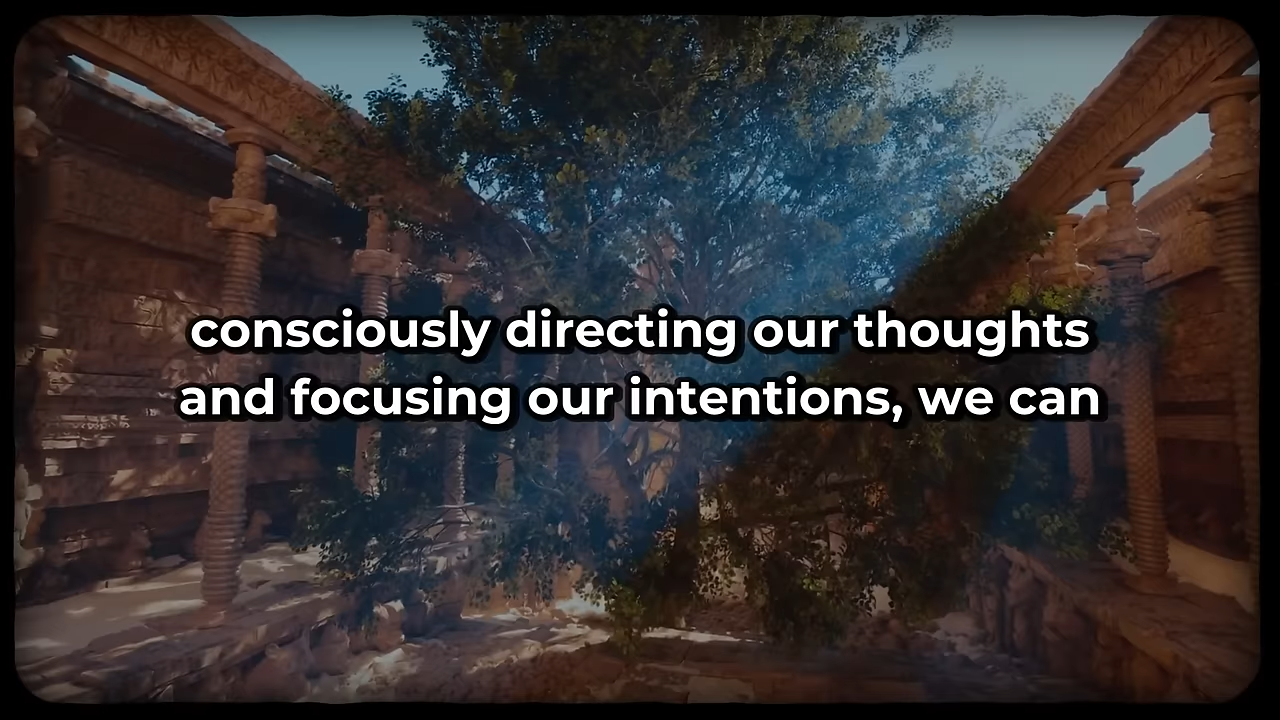 consciously directing our thoughts
and focusing our intentions, we can